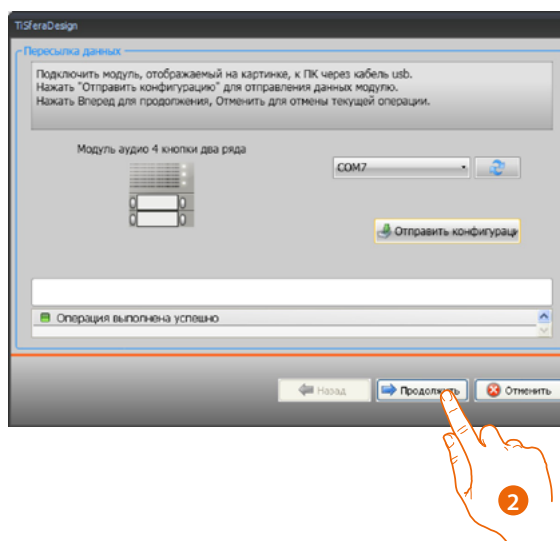 TiSferaDesign
Пересылка данных
Подключить модуль, отображаемый на картинке, к ПК через кабель usb.
Нажать "Отправить конфигурацию" для отправления данных модулю.
Нажать Вперед для продолжения, Отменить для отмены текущей операции.
Модуль аудио 4 кнопки два ряда
COM7
Отправить конфигураци
Операция выполнена успешно
Назад
Продолжить
Отменить
2